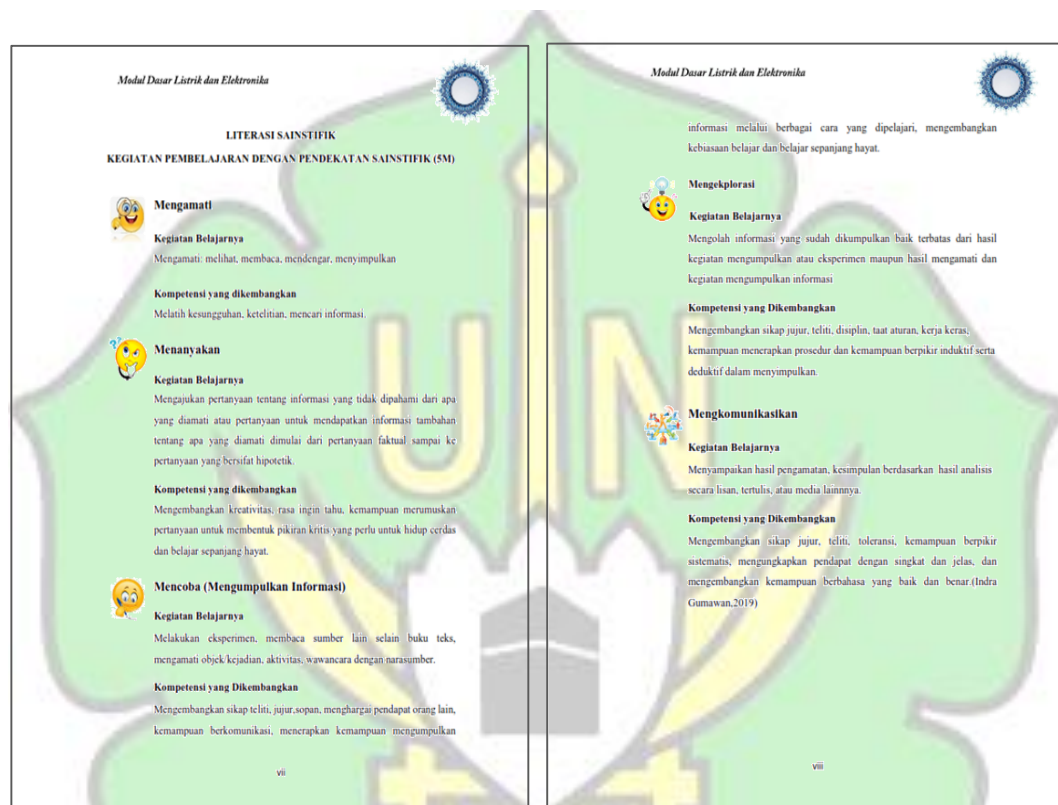 Modul Dasar Listrik dan Elektronika
LITERASI SAINSTIFIK
KEGIATAN PEMBELAJARAN DENGAN PENDEKATAN SAINSTIFIK (5M)
Mengamati
Kegiatan Belajarnya
Mengamati: melihat, membaca, mendengar, menyimpulkan
Kompetensi yang dikembangkan
Melatih kesungguhan, ketelitian, mencari informasi.
Menanyakan
Kegiatan Belajarnya
Mengajukan pertanyaan tentang informasi yang tidak dipahami dari apa
yang diamati atau pertanyaan untuk mendapatkan informasi tambahan
tentang apa yang diamati dimulai dari pertanyaan faktual sampai ke
pertanyaan yang bersifat hipotetik.
Kompetensi yang dikembangkan
Mengembangkan kreativitas, rasa ingin tahu, kemampuan merumuskan
pertanyaan untuk membentuk pikiran kritis yang perlu untuk hidup cerdas
dan belajar sepanjang hayat.
Mencoba (Mengumpulkan Informasi)
Kegiatan Belajarnya
Melakukan eksperimen, membaca sumber lain selain buku teks,
mengamati objek/kejadian, aktivitas, wawancara dengan narasumber.
Kompetensi yang Dikembangkan
Mengembangkan sikap teliti, jujur,sopan, menghargai pendapat orang lain,
kemampuan berkomunikasi, menerapkan kemampuan mengumpulkan
vii
Modul Dasar Listrik dan Elektronika
informasi melalui berbagai cara yang dipelajari, mengembangkan
kebiasaan belajar dan belajar sepanjang hayat.
Mengekplorasi
Kegiatan Belajarnya
Mengolah informasi yang sudah dikumpulkan baik terbatas dari hasil
kegiatan mengumpulkan atau eksperimen maupun hasil mengamati dan
kegiatan mengumpulkan informasi
Kompetensi yang Dikembangkan
Mengembangkan sikap jujur, teliti, disiplin, taat aturan, kerja keras,
kemampuan menerapkan prosedur dan kemampuan berpikir induktif serta
deduktif dalam menyimpulkan.
Mengkomunikasikan
Kegiatan Belajarnya
Menyampaikan hasil pengamatan, kesimpulan berdasarkan hasil analisis
secara lisan, tertulis, atau media lainnnya.
Kompetensi yang Dikembangkan
Mengembangkan sikap jujur, teliti, toleransi, kemampuan berpikir
sistematis, mengungkapkan pendapat dengan singkat dan jelas, dan
mengembangkan kemampuan berbahasa yang baik dan benar.(Indra
Gumawan,2019)
viii
UIN